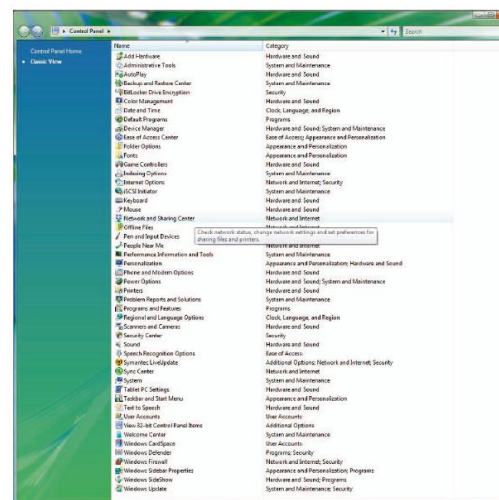 Control Panel
Search
Control Panel Home
Classic View
Name Category
Add Hardware Hardware and Sound
Administrative Tools System and Maintenance
AutoPlay Hardware and Sound
Backup and Restore Center System and Maintenance
BitLocker Drive Encryption Security
Color Management Hardware and Sound
Date and Time Clock, Language, and Region
Default Programs Programs
Device Manager Hardware and Sound; System and Maintenance
Ease of Access Center Ease of Access; Appearance and Personalization
Folder Options Appearance and Personalization
Fonts Appearance and Personalization
Game Controllers Hardware and Sound
Indexing Options System and Maintenance
Internet Options Network and Internet; Security
iSCSI Initiator System and Maintenance
Keyboard Hardware and Sound
Mouse Hardware and Sound
Network and Sharing Center Network and Internet
Offline Files Network and Internet
Check network status, change network settings and set preferences for
Pen and Input Devices
sharing files and printers.
People Near Me Network and Internet
Performance Information and Tools System and Maintenance
Personalization Appearance and Personalization; Hardware and Sound
Phone and Modem Options Hardware and Sound
Power Options Hardware and Sound; System and Maintenance
Printers Hardware and Sound
Problem Reports and Solutions System and Maintenance
Programs and Features Programs
Regional and Language Options Clock, Language, and Region
Scanners and Cameras Hardware and Sound
Security Center Security
Sound Hardware and Sound
Speech Recognition Options Ease of Access
Symantec LiveUpdate Additional Options; Network and Internet; Security
Sync Center Network and Internet
System System and Maintenance
Tablet PC Settings Hardware and Sound
Taskbar and Start Menu Appearance and Personalization
Text to Speech Hardware and Sound
User Accounts User Accounts
View 32-bit Control Panel Items Additional Options
Welcome Center System and Maintenance
Windows CardSpace User Accounts
Windows Defender Programs; Security
Windows Firewall Network and Internet; Security
Windows Sidebar Properties Appearance and Personalization; Programs
Windows SideShow Hardware and Sound; Programs
Windows Update System and Maintenance; Security